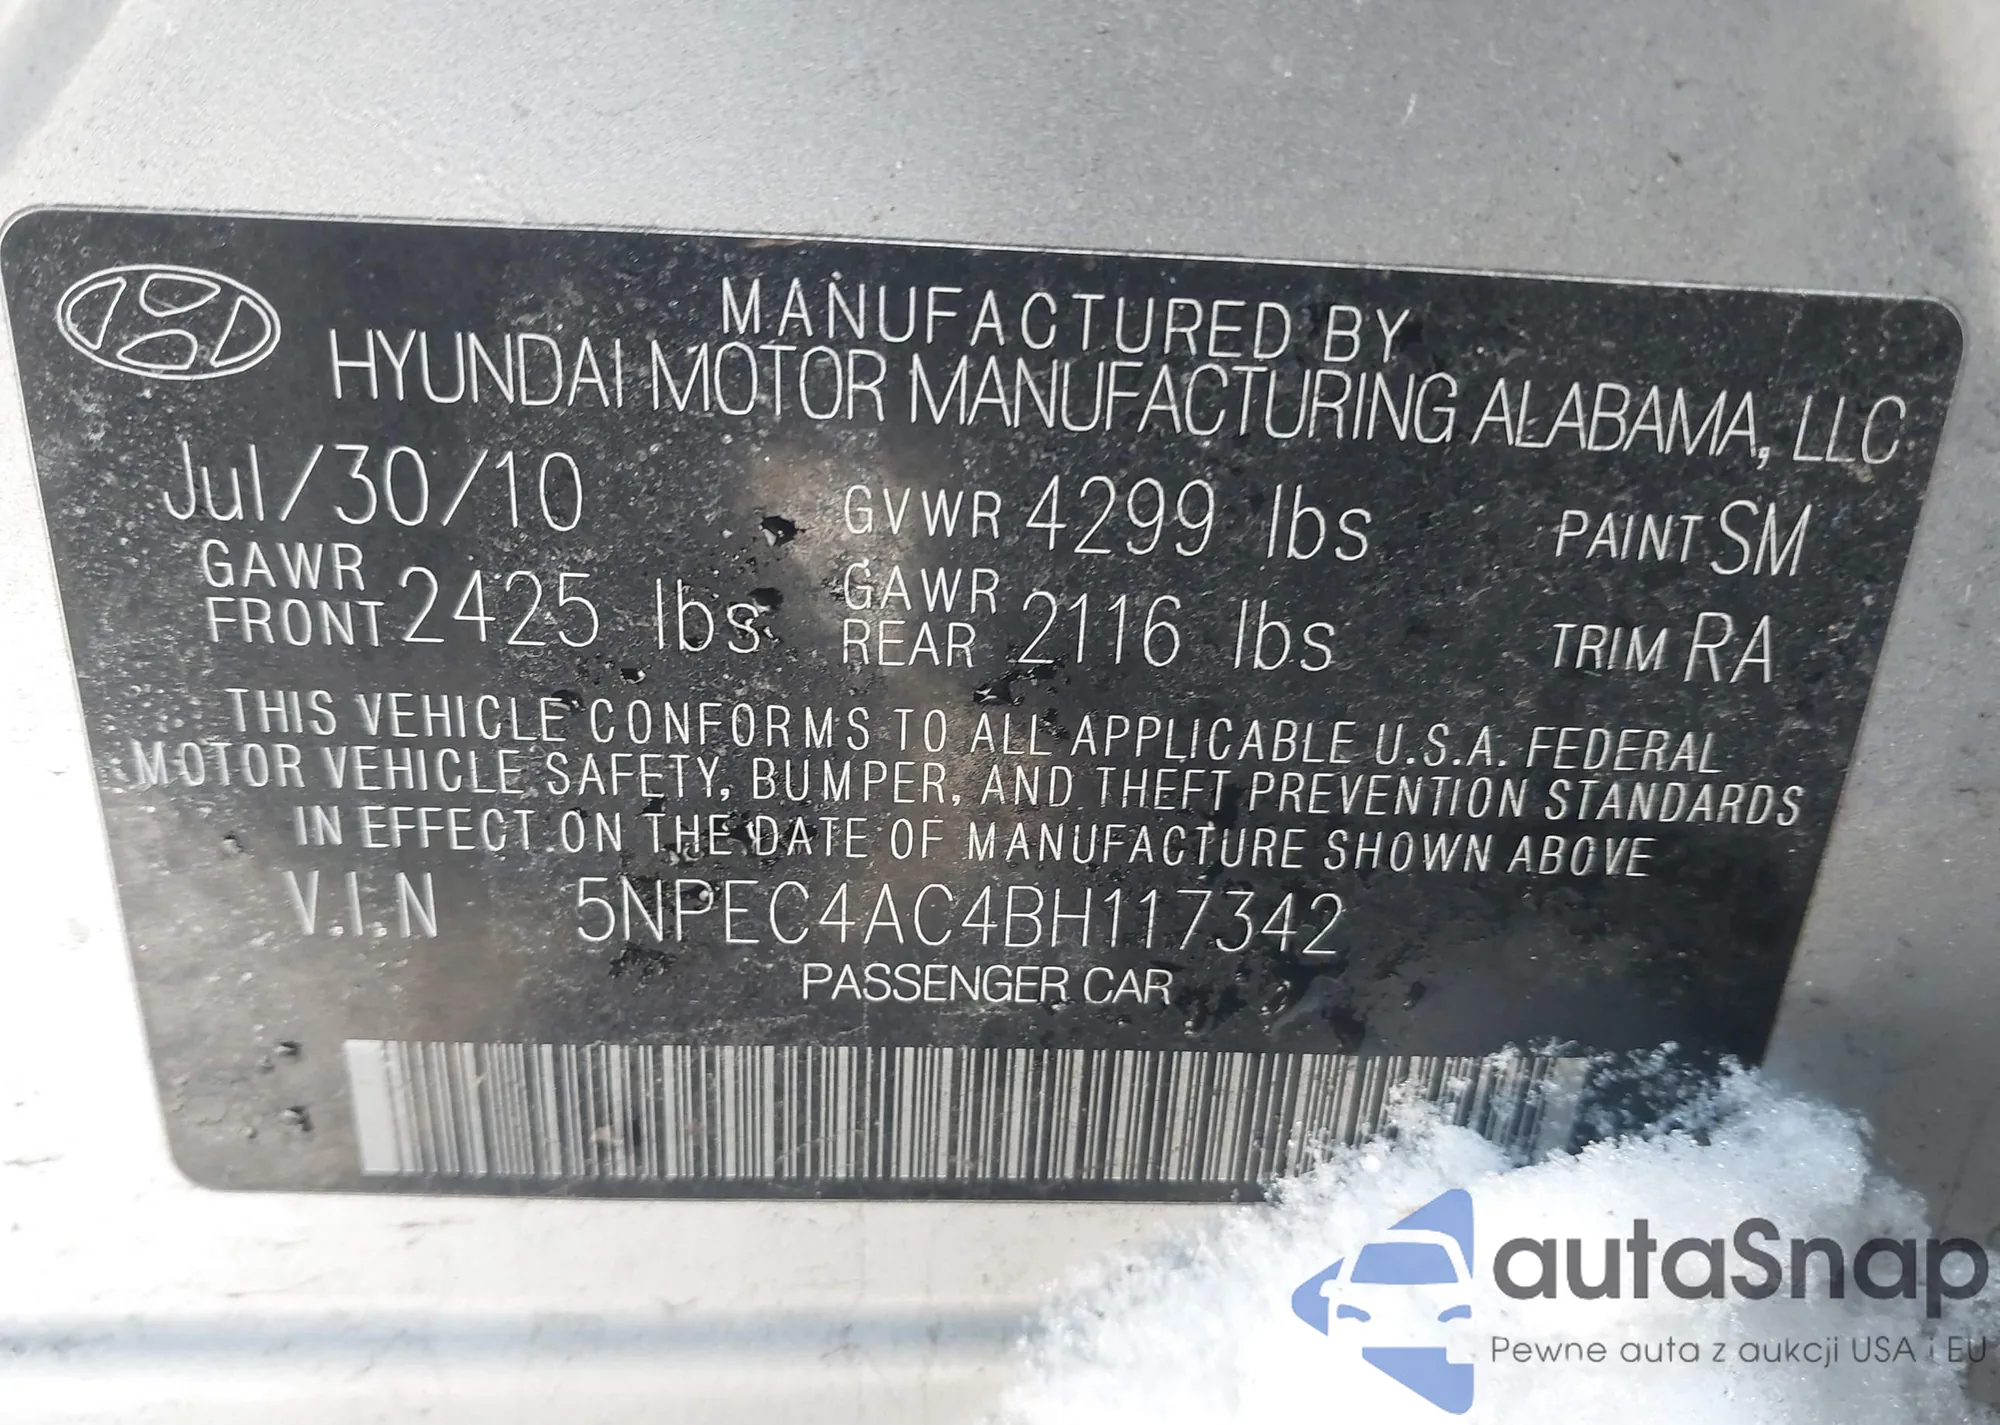 MANUFACTURED BY
HYUNDAI MOTOR MANUFACTURING ALABAMA, LLC
Jul/30/10 GVWR 4299 lbs PAINT SM
GAWR FRONT 2425 lbs GAWR REAR 2116 lbs TRIM RA
THIS VEHICLE CONFORMS TO ALL APPLICABLE U.S.A. FEDERAL
MOTOR VEHICLE SAFETY, BUMPER, AND THEFT PREVENTION STANDARDS
IN EFFECT ON THE DATE OF MANUFACTURE SHOWN ABOVE
V.I.N 5NPEC4AC4BH117342
PASSENGER CAR
autaSnap
Pewne auta z aukcji USA i EU